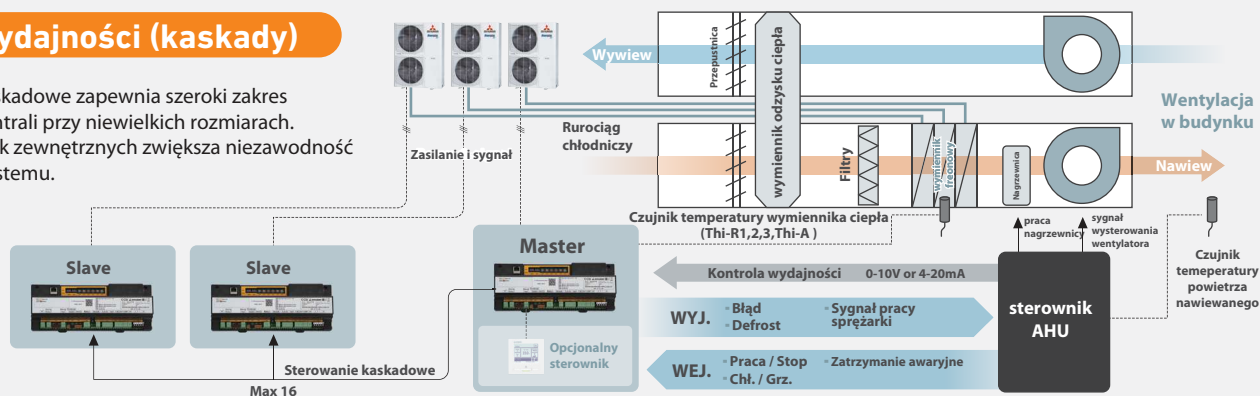 ydajności (kaskady)
skadowe zapewnia szeroki zakres
ntrali przy niewielkich rozmiarach.
k zewnętrznych zwiększa niezawodność
stemu.
Wywiew
Przepustnica
wymiennik odzysku ciepła
Wentylacja
w budynku
Rurociąg
chłodniczy
Zasilanie i sygnał
Filtry
wymiennik
freonowy
Nagrzewnica
Nawiew
Czujnik temperatury wymiennika ciepła
(Thi-R1,2,3,Thi-A )
praca
nagrzewnicy
sygnał
wysterowania
wentylatora
Czujnik
temeperatury
powietrza
nawiewanego
Slave
Slave
Master
Kontrola wydajności 0-10V or 4-20mA
sterownik
AHU
WYJ.
- Błąd
- Defrost
- Sygnał pracy
sprężarki
WEJ.
- Praca / Stop
- Chł. / Grz.
- Zatrzymanie awaryjne
Opcjonalny
sterownik
Sterowanie kaskadowe
Max 16